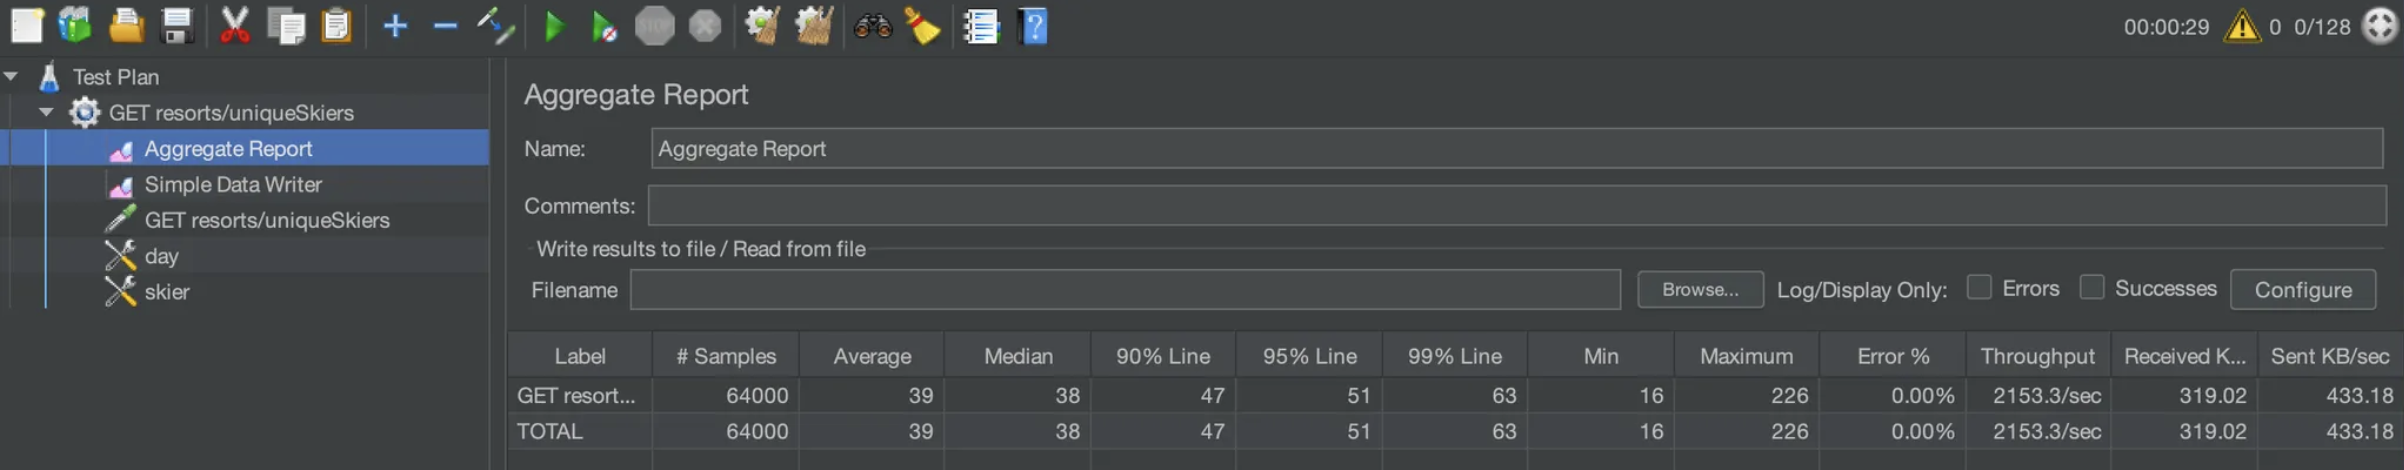 00:00:29 0 0/128
Test Plan
GET resorts/uniqueSkiers
Aggregate Report
Simple Data Writer
GET resorts/uniqueSkiers
day
skier
Aggregate Report
Name: Aggregate Report
Comments:
Write results to file / Read from file
Filename Browse... Log/Display Only: Errors Successes Configure
Label # Samples Average Median 90% Line 95% Line 99% Line Min Maximum Error % Throughput Received K... Sent KB/sec
GET resort... 64000 39 38 47 51 63 16 226 0.00% 2153.3/sec 319.02 433.18
TOTAL 64000 39 38 47 51 63 16 226 0.00% 2153.3/sec 319.02 433.18